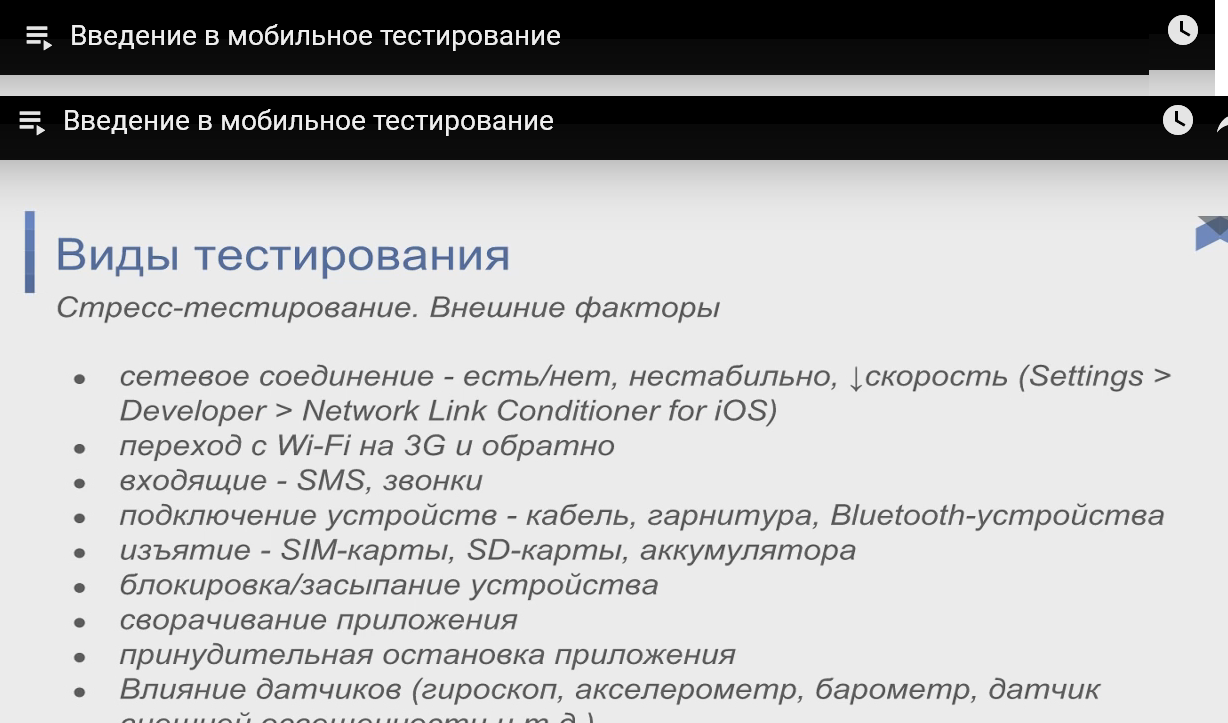 Введение в мобильное тестирование
Введение в мобильное тестирование
Виды тестирования
Стресс-тестирование. Внешние факторы
• сетевое соединение - есть/нет, нестабильно, ↓скорость (Settings >
Developer > Network Link Conditioner for iOS)
• переход с Wi-Fi на 3G и обратно
• входящие - SMS, звонки
• подключение устройств - кабель, гарнитура, Bluetooth-устройства
• изъятие - SIM-карты, SD-карты, аккумулятора
• блокировка/засыпание устройства
• сворачивание приложения
• принудительная остановка приложения
• Влияние датчиков (гироскоп, акселерометр, барометр, датчик
внешней освещенности и т.д.)